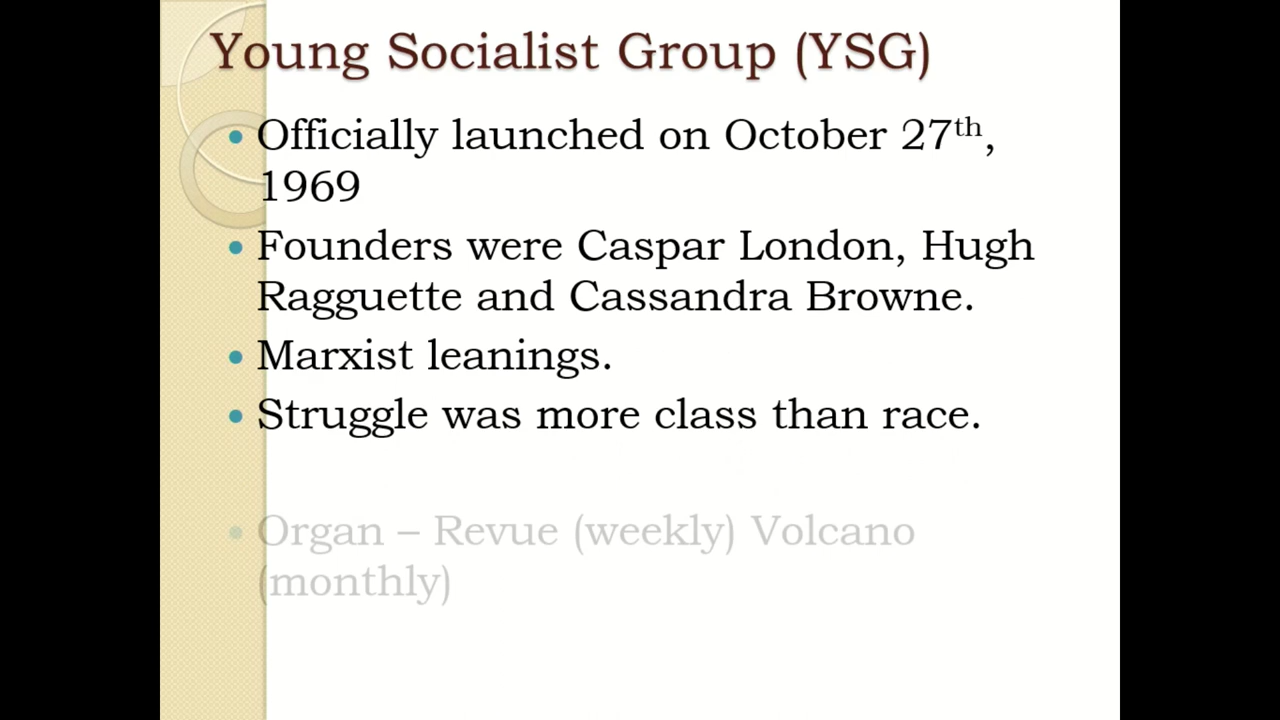 Young Socialist Group (YSG)
• Officially launched on October 27th,
1969
• Founders were Caspar London, Hugh
Ragguette and Cassandra Browne.
• Marxist leanings.
• Struggle was more class than race.
• Organ – Revue (weekly) Volcano
(monthly)